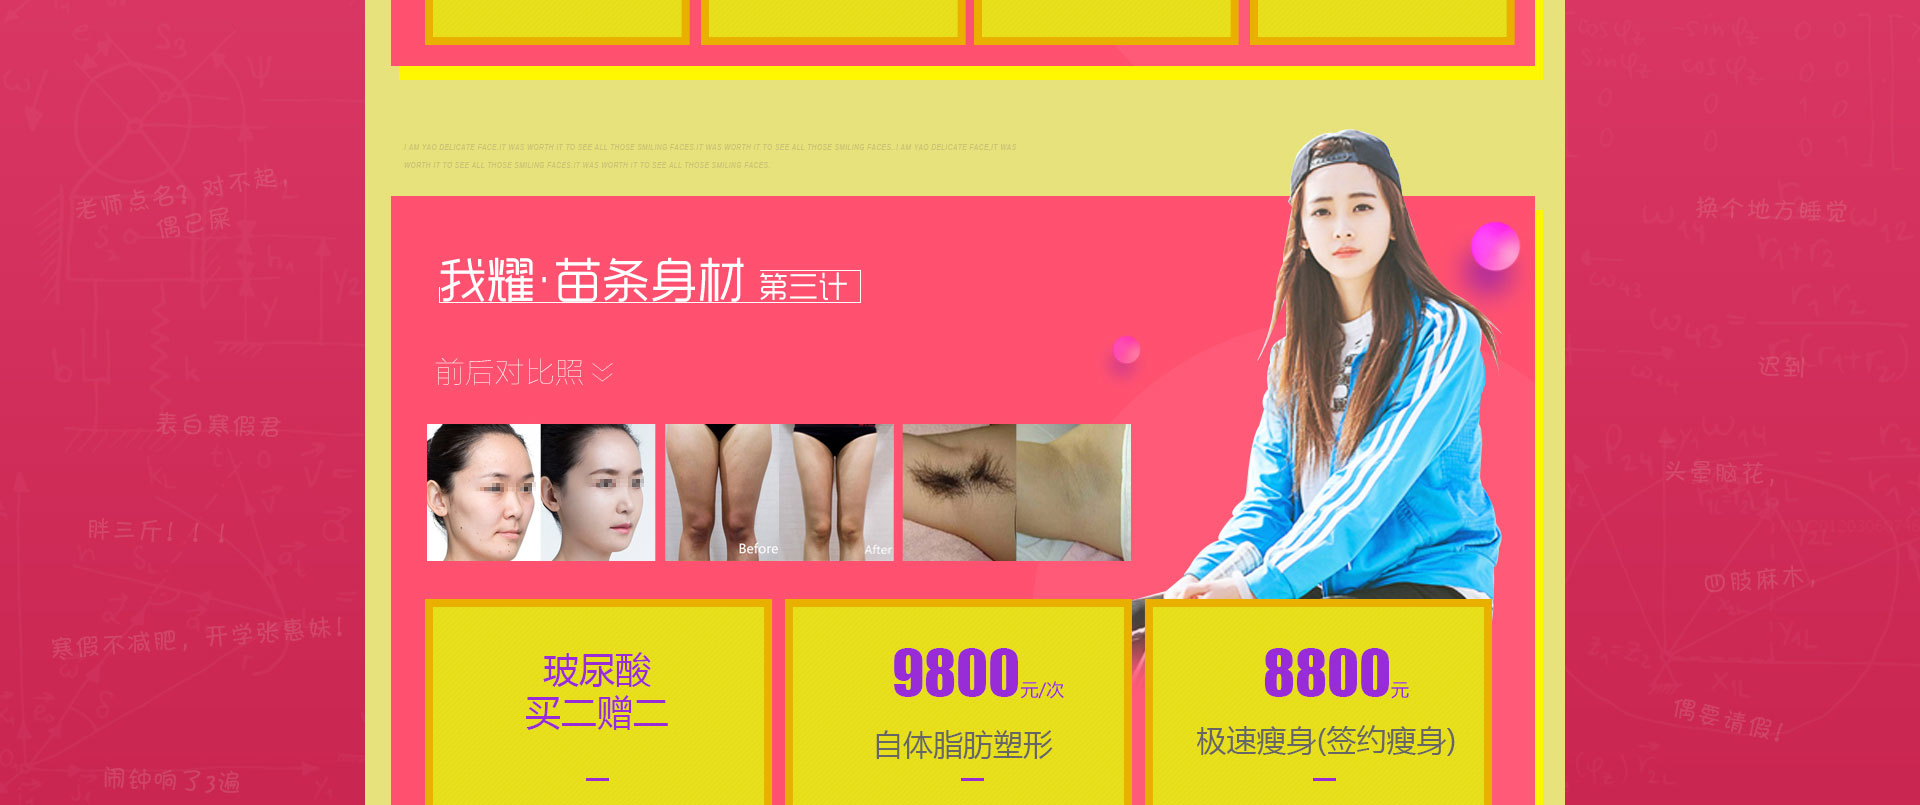 I AM YAO DELICATE FACE,IT WAS WORTH IT TO SEE ALL THOSE SMILING FACES.IT WAS WORTH IT TO SEE ALL THOSE SMILING FACES..I AM YAO DELICATE FACE,IT WAS
WORTH IT TO SEE ALL THOSE SMILING FACES.IT WAS WORTH IT TO SEE ALL THOSE SMILING FACES.
我耀·苗条身材 第三计
前后对比照
Before
After
玻尿酸
买二赠二
9800元/次
自体脂肪塑形
8800元
极速瘦身(签约瘦身)
老师点名？对不起，
偶已屎
表白寒假君
胖三斤！！！
寒假不减肥，开学张惠妹！
闹钟响了3遍
换个地方睡觉
迟到
头晕脑花，
四肢麻木，
偶要请假！